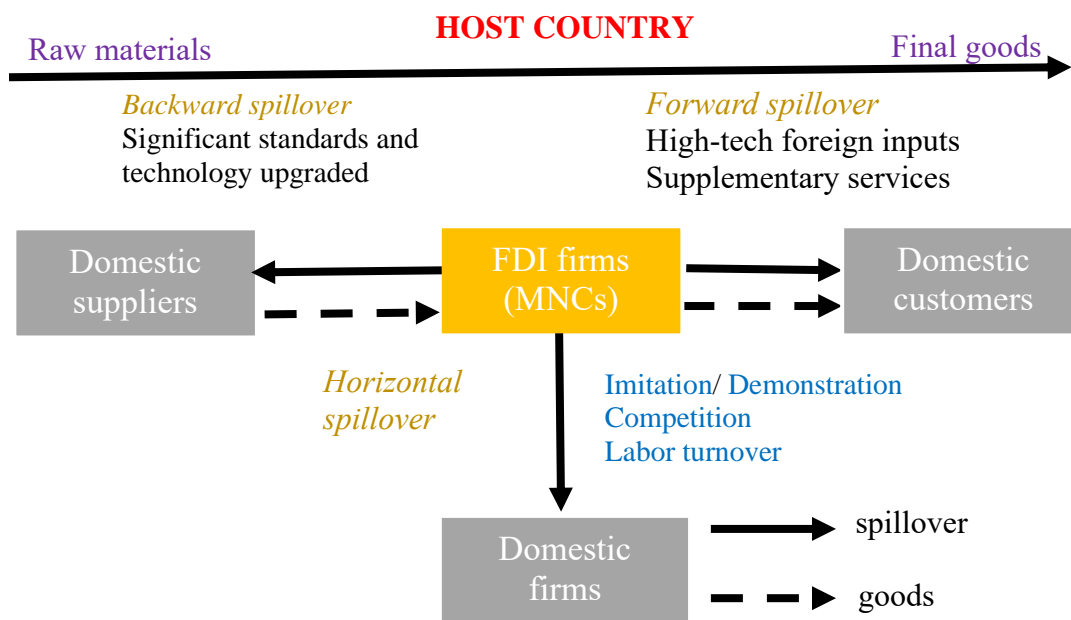 HOST COUNTRY
Raw materials
Final goods
Backward spillover
Significant standards and
technology upgraded
Forward spillover
High-tech foreign inputs
Supplementary services
Domestic
suppliers
FDI firms
(MNCs)
Domestic
customers
Horizontal
spillover
Imitation/ Demonstration
Competition
Labor turnover
Domestic
firms
spillover
goods